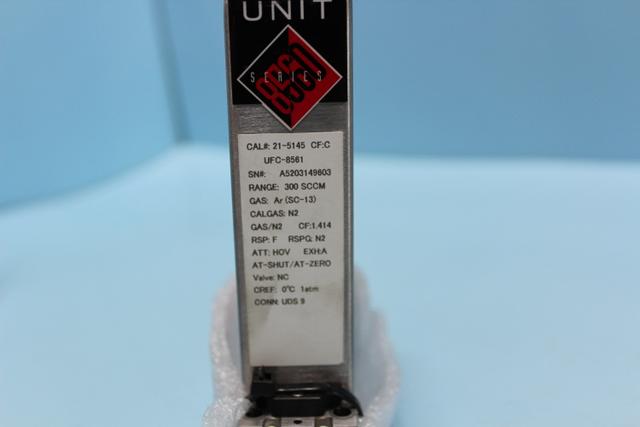 UNIT
8560
SERIES
CAL#: 21-5145 CF:C
UFC-8561
SN#: A5203149603
RANGE: 300 SCCM
GAS: Ar (SC-13)
CALGAS: N2
GAS/N2 CF:1.414
RSP: F RSPG: N2
ATT: HOV EXH:A
AT-SHUT/AT-ZERO
Valve: NC
CREF: 0℃ 1atm
CONN: UDS 9